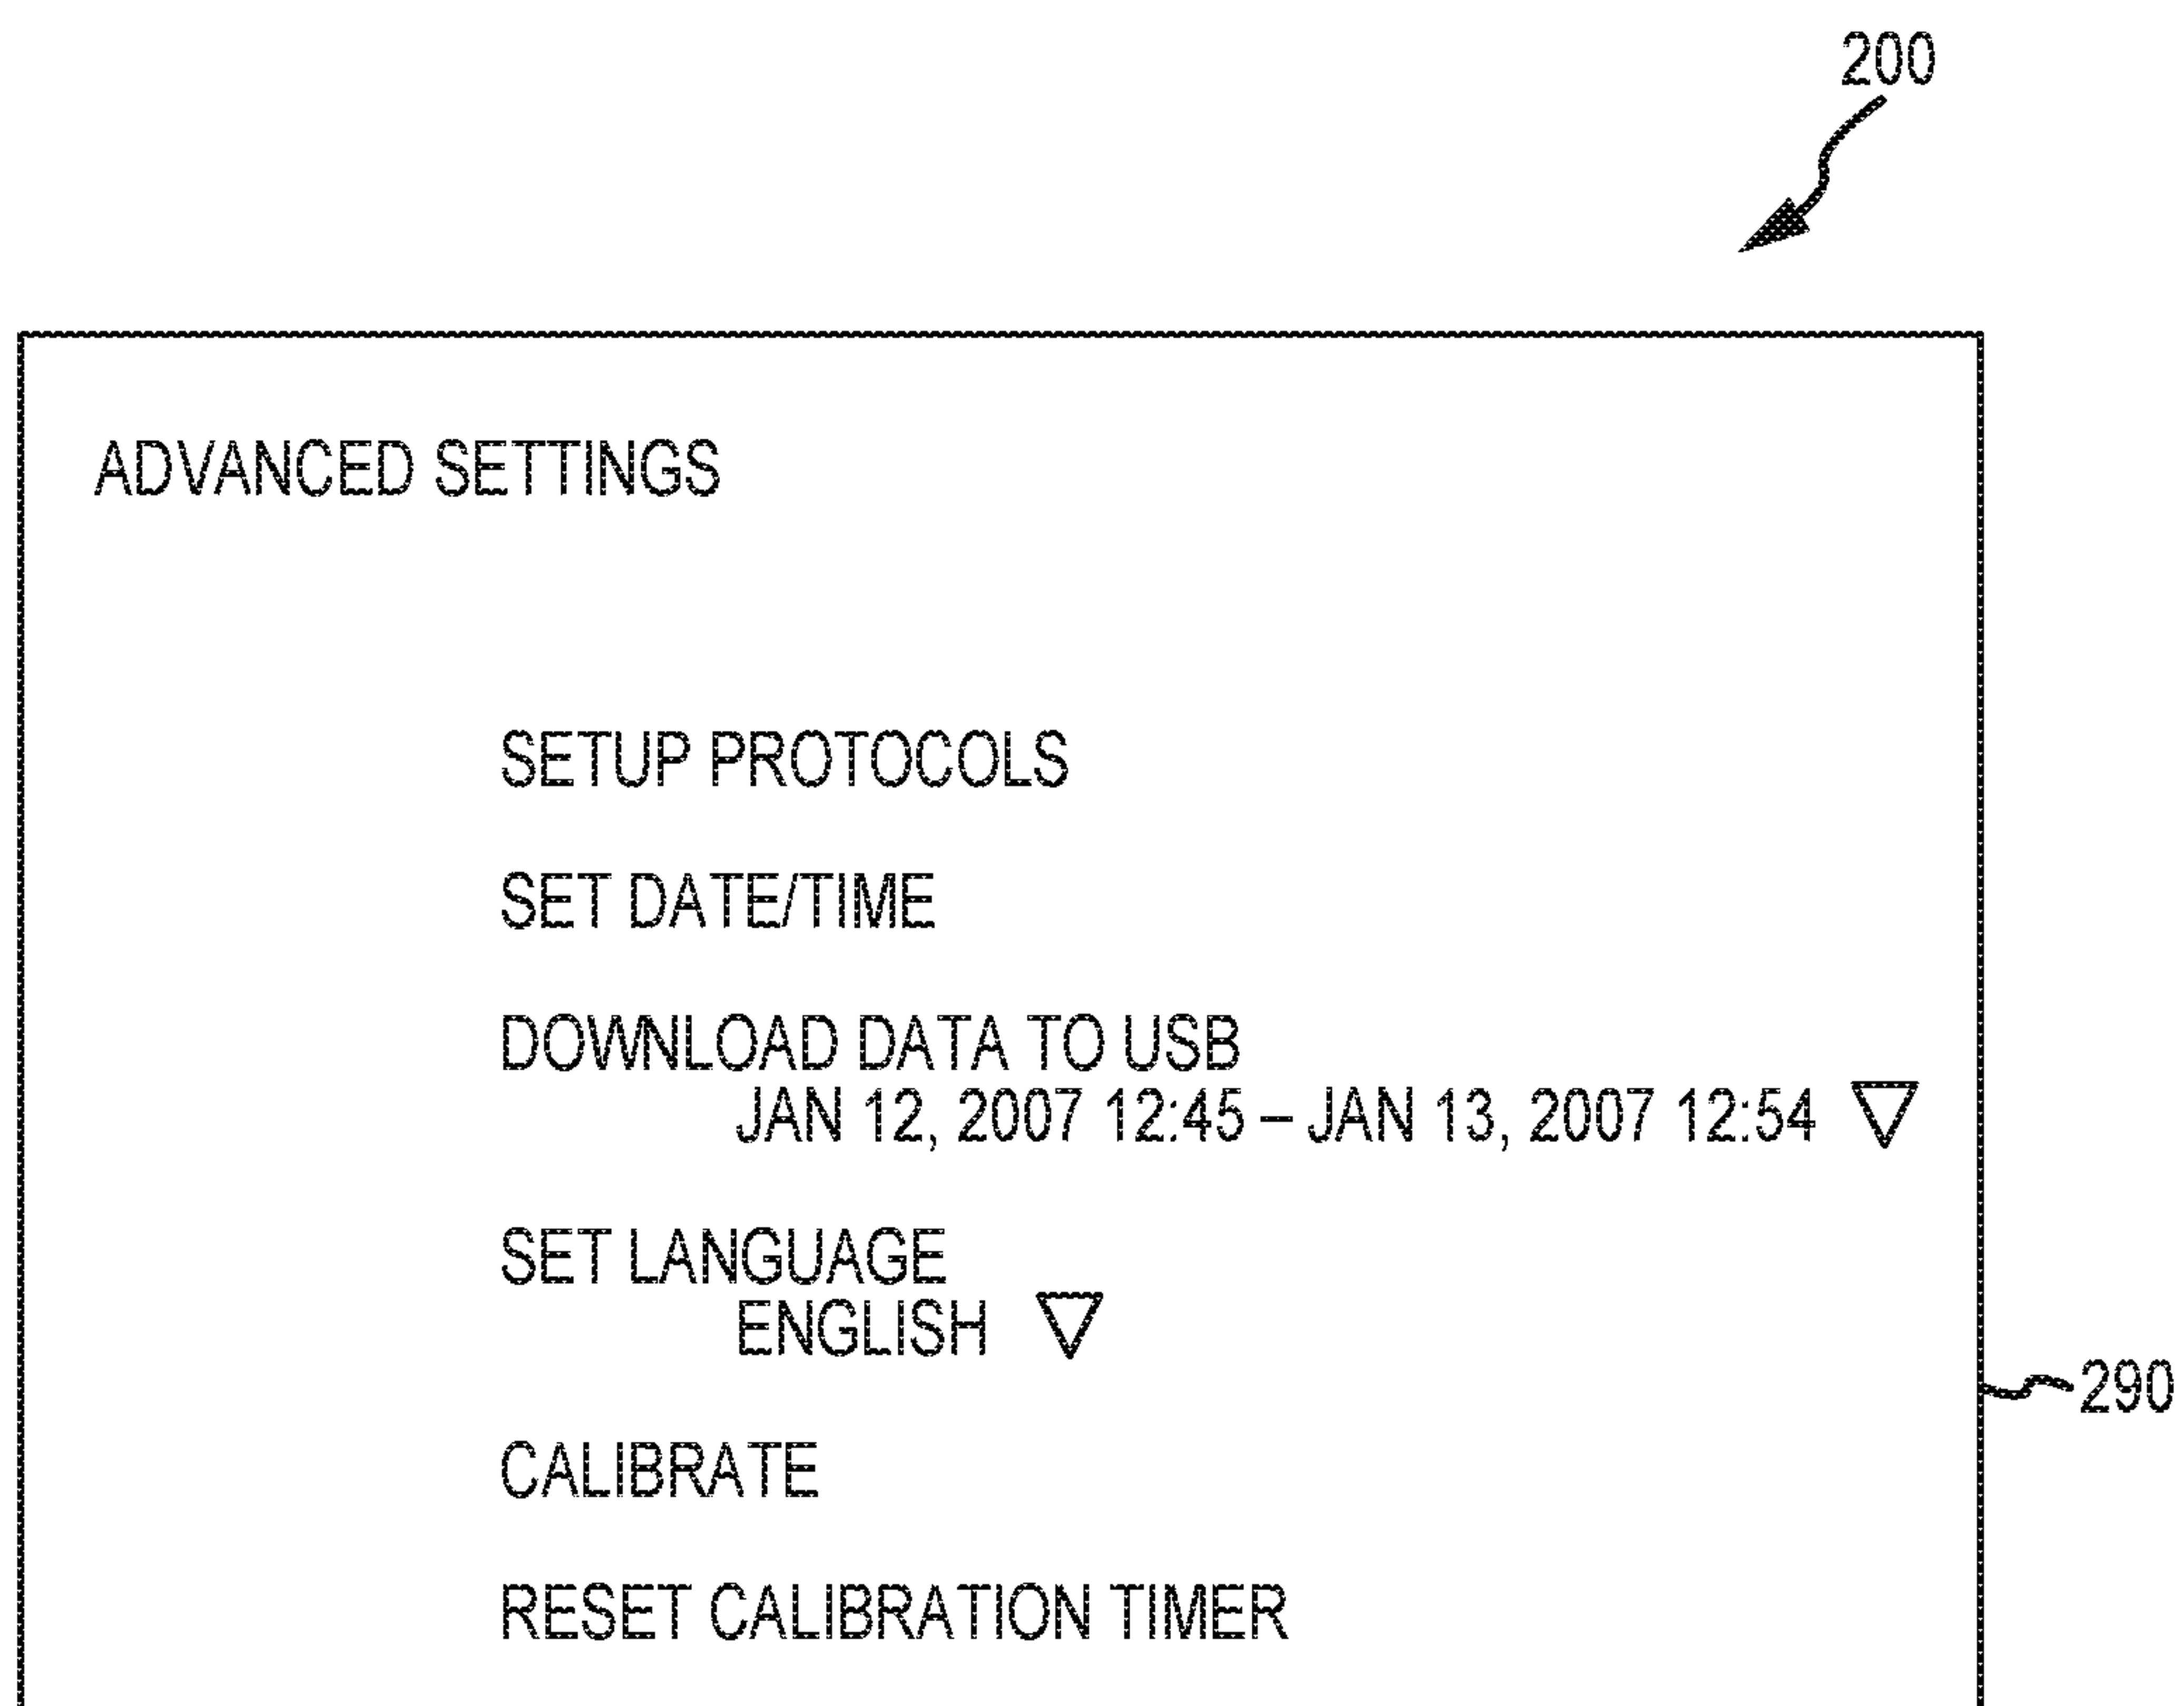 200
ADVANCED SETTINGS
SETUP PROTOCOLS
SET DATE/TIME
DOWNLOAD DATA TO USB
JAN 12, 2007 12:45 – JAN 13, 2007 12:54
SET LANGUAGE
ENGLISH
290
CALIBRATE
RESET CALIBRATION TIMER